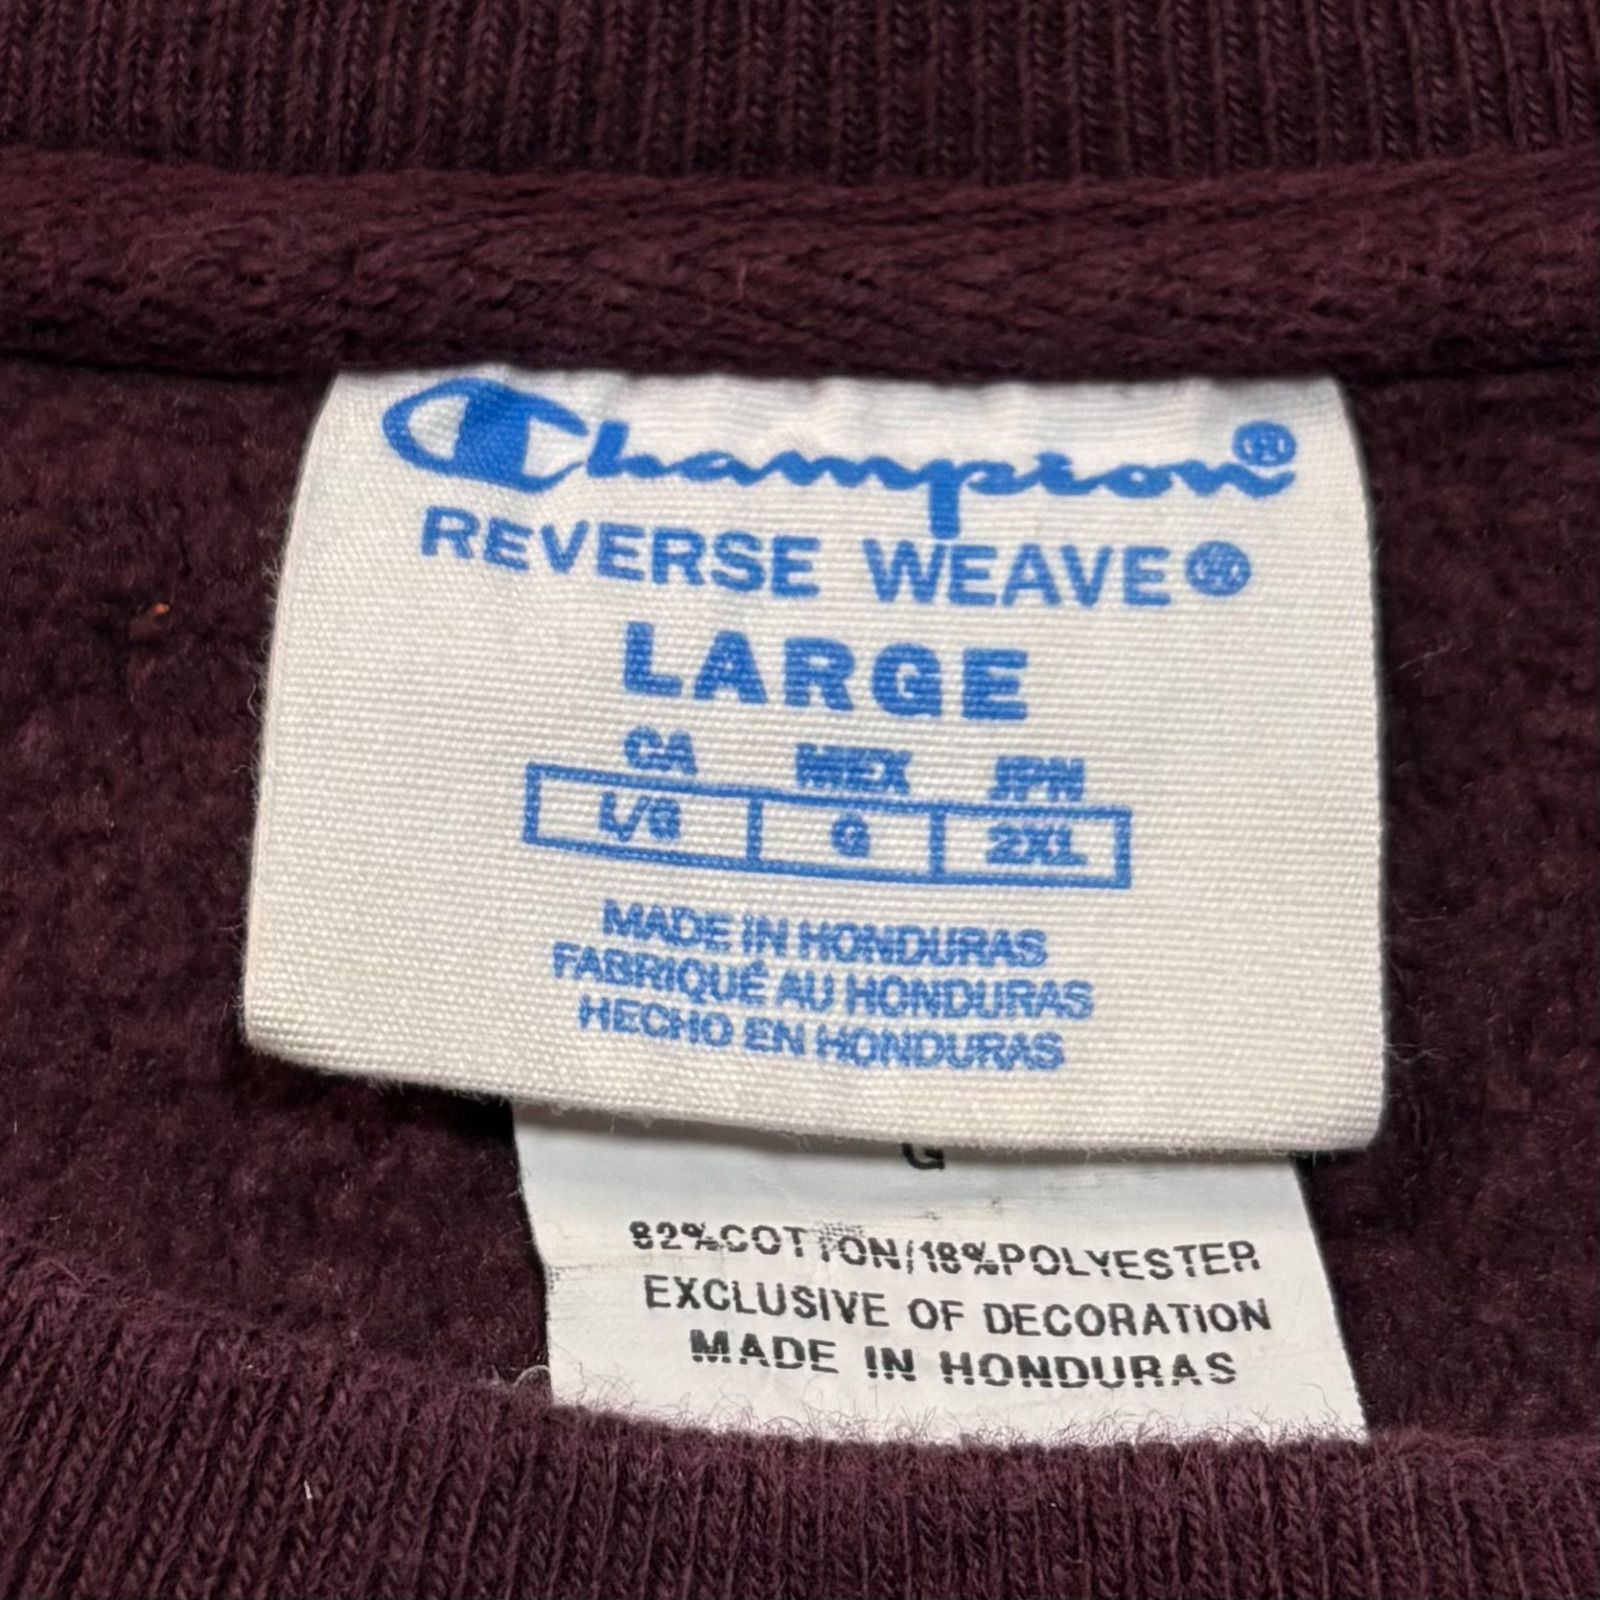 Champion®
REVERSE WEAVE®
LARGE
CA MEX JPN
L/G G 2XL
MADE IN HONDURAS
FABRIQUÉ AU HONDURAS
HECHO EN HONDURAS
G
82%COTTON/18%POLYESTER
EXCLUSIVE OF DECORATION
MADE IN HONDURAS